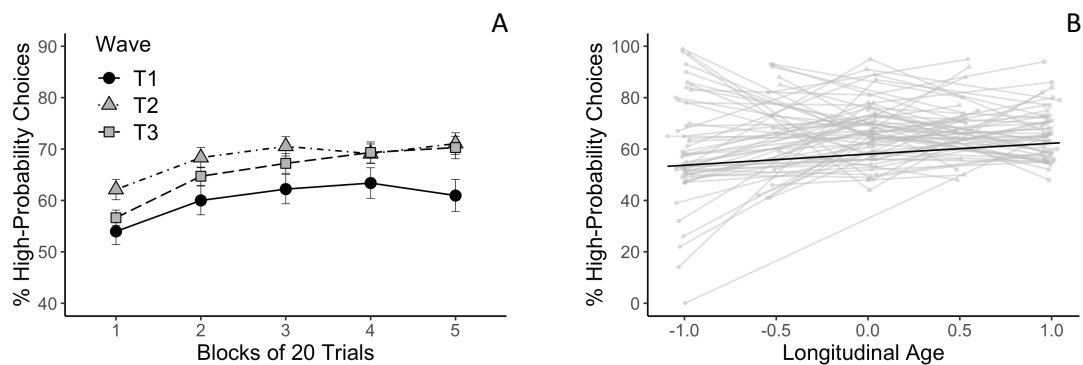 A
% High-Probability Choices
90
80
70
60
50
40
Wave
T1
T2
T3
1 2 3 4 5
Blocks of 20 Trials
B
% High-Probability Choices
100
80
60
40
20
0
-1.0 -0.5 0.0 0.5 1.0
Longitudinal Age